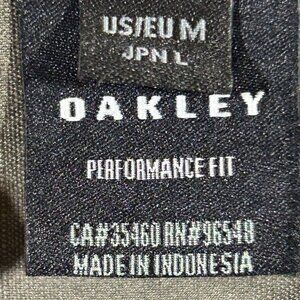 US/EU M
JPN L
OAKLEY
PERFORMANCE FIT
CA#35460 RN#96548
MADE IN INDONESIA